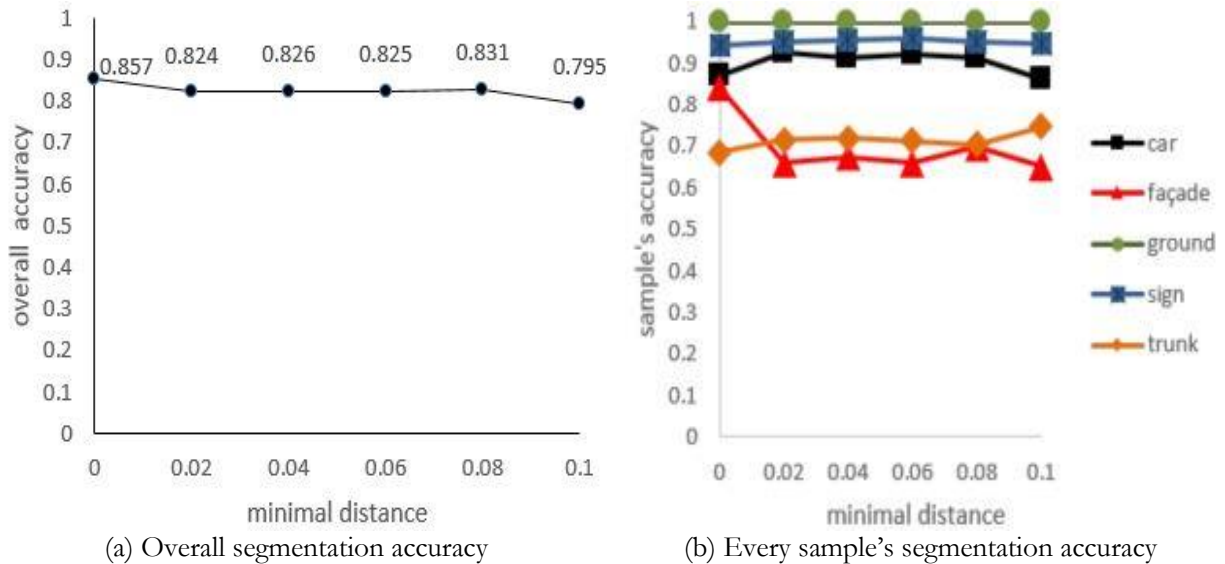 1
0.9
0.8
0.7
0.6
0.5
0.4
0.3
0.2
0.1
0
overall accuracy
0.857
0.824
0.826
0.825
0.831
0.795
0 0.02 0.04 0.06 0.08 0.1
minimal distance
(a) Overall segmentation accuracy
1
0.9
0.8
0.7
0.6
0.5
0.4
0.3
0.2
0.1
0
sample's accuracy
0 0.02 0.04 0.06 0.08 0.1
minimal distance
car
façade
ground
sign
trunk
(b) Every sample’s segmentation accuracy